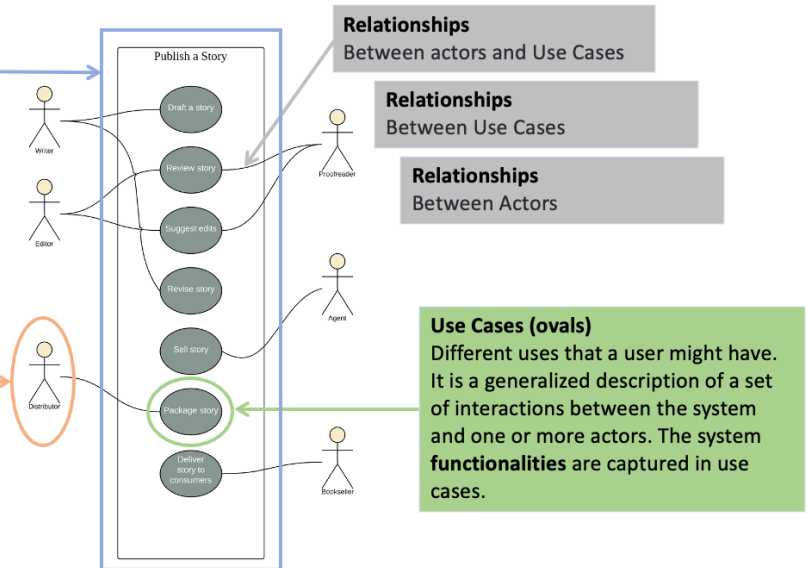 Relationships
Between actors and Use Cases
Publish a Story
Relationships
Between Use Cases
Draft a story
Writer
Review story
Proofreader
Relationships
Between Actors
Editor
Suggest edits
Revise story
Agent
Sell story
Use Cases (ovals)
Different uses that a user might have.
It is a generalized description of a set
of interactions between the system
and one or more actors. The system
functionalities are captured in use
cases.
Distributor
Package story
Deliver
story to
consumers
Bookseller